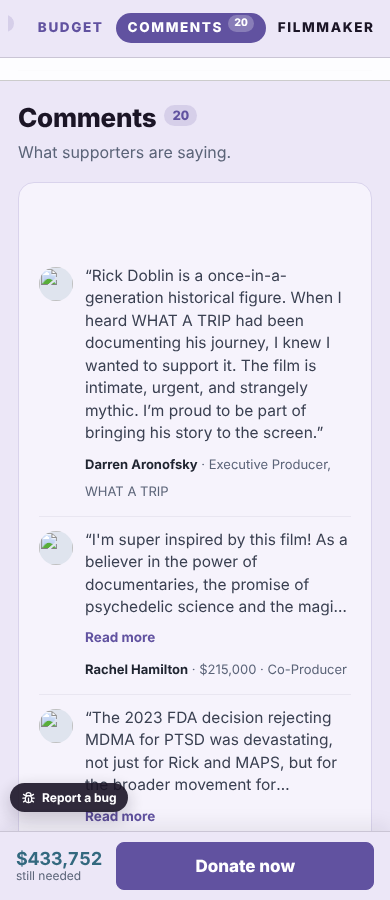 BUDGET
COMMENTS 20
FILMMAKER
Comments 20
What supporters are saying.
“Rick Doblin is a once-in-a-
generation historical figure. When I
heard WHAT A TRIP had been
documenting his journey, I knew I
wanted to support it. The film is
intimate, urgent, and strangely
mythic. I’m proud to be part of
bringing his story to the screen.”
Darren Aronofsky · Executive Producer,
WHAT A TRIP
“I'm super inspired by this film! As a
believer in the power of
documentaries, the promise of
psychedelic science and the magi…
Read more
Rachel Hamilton · $215,000 · Co-Producer
“The 2023 FDA decision rejecting
MDMA for PTSD was devastating,
not just for Rick and MAPS, but for
the broader movement for…
Report a bug
Read more
$433,752
still needed
Donate now